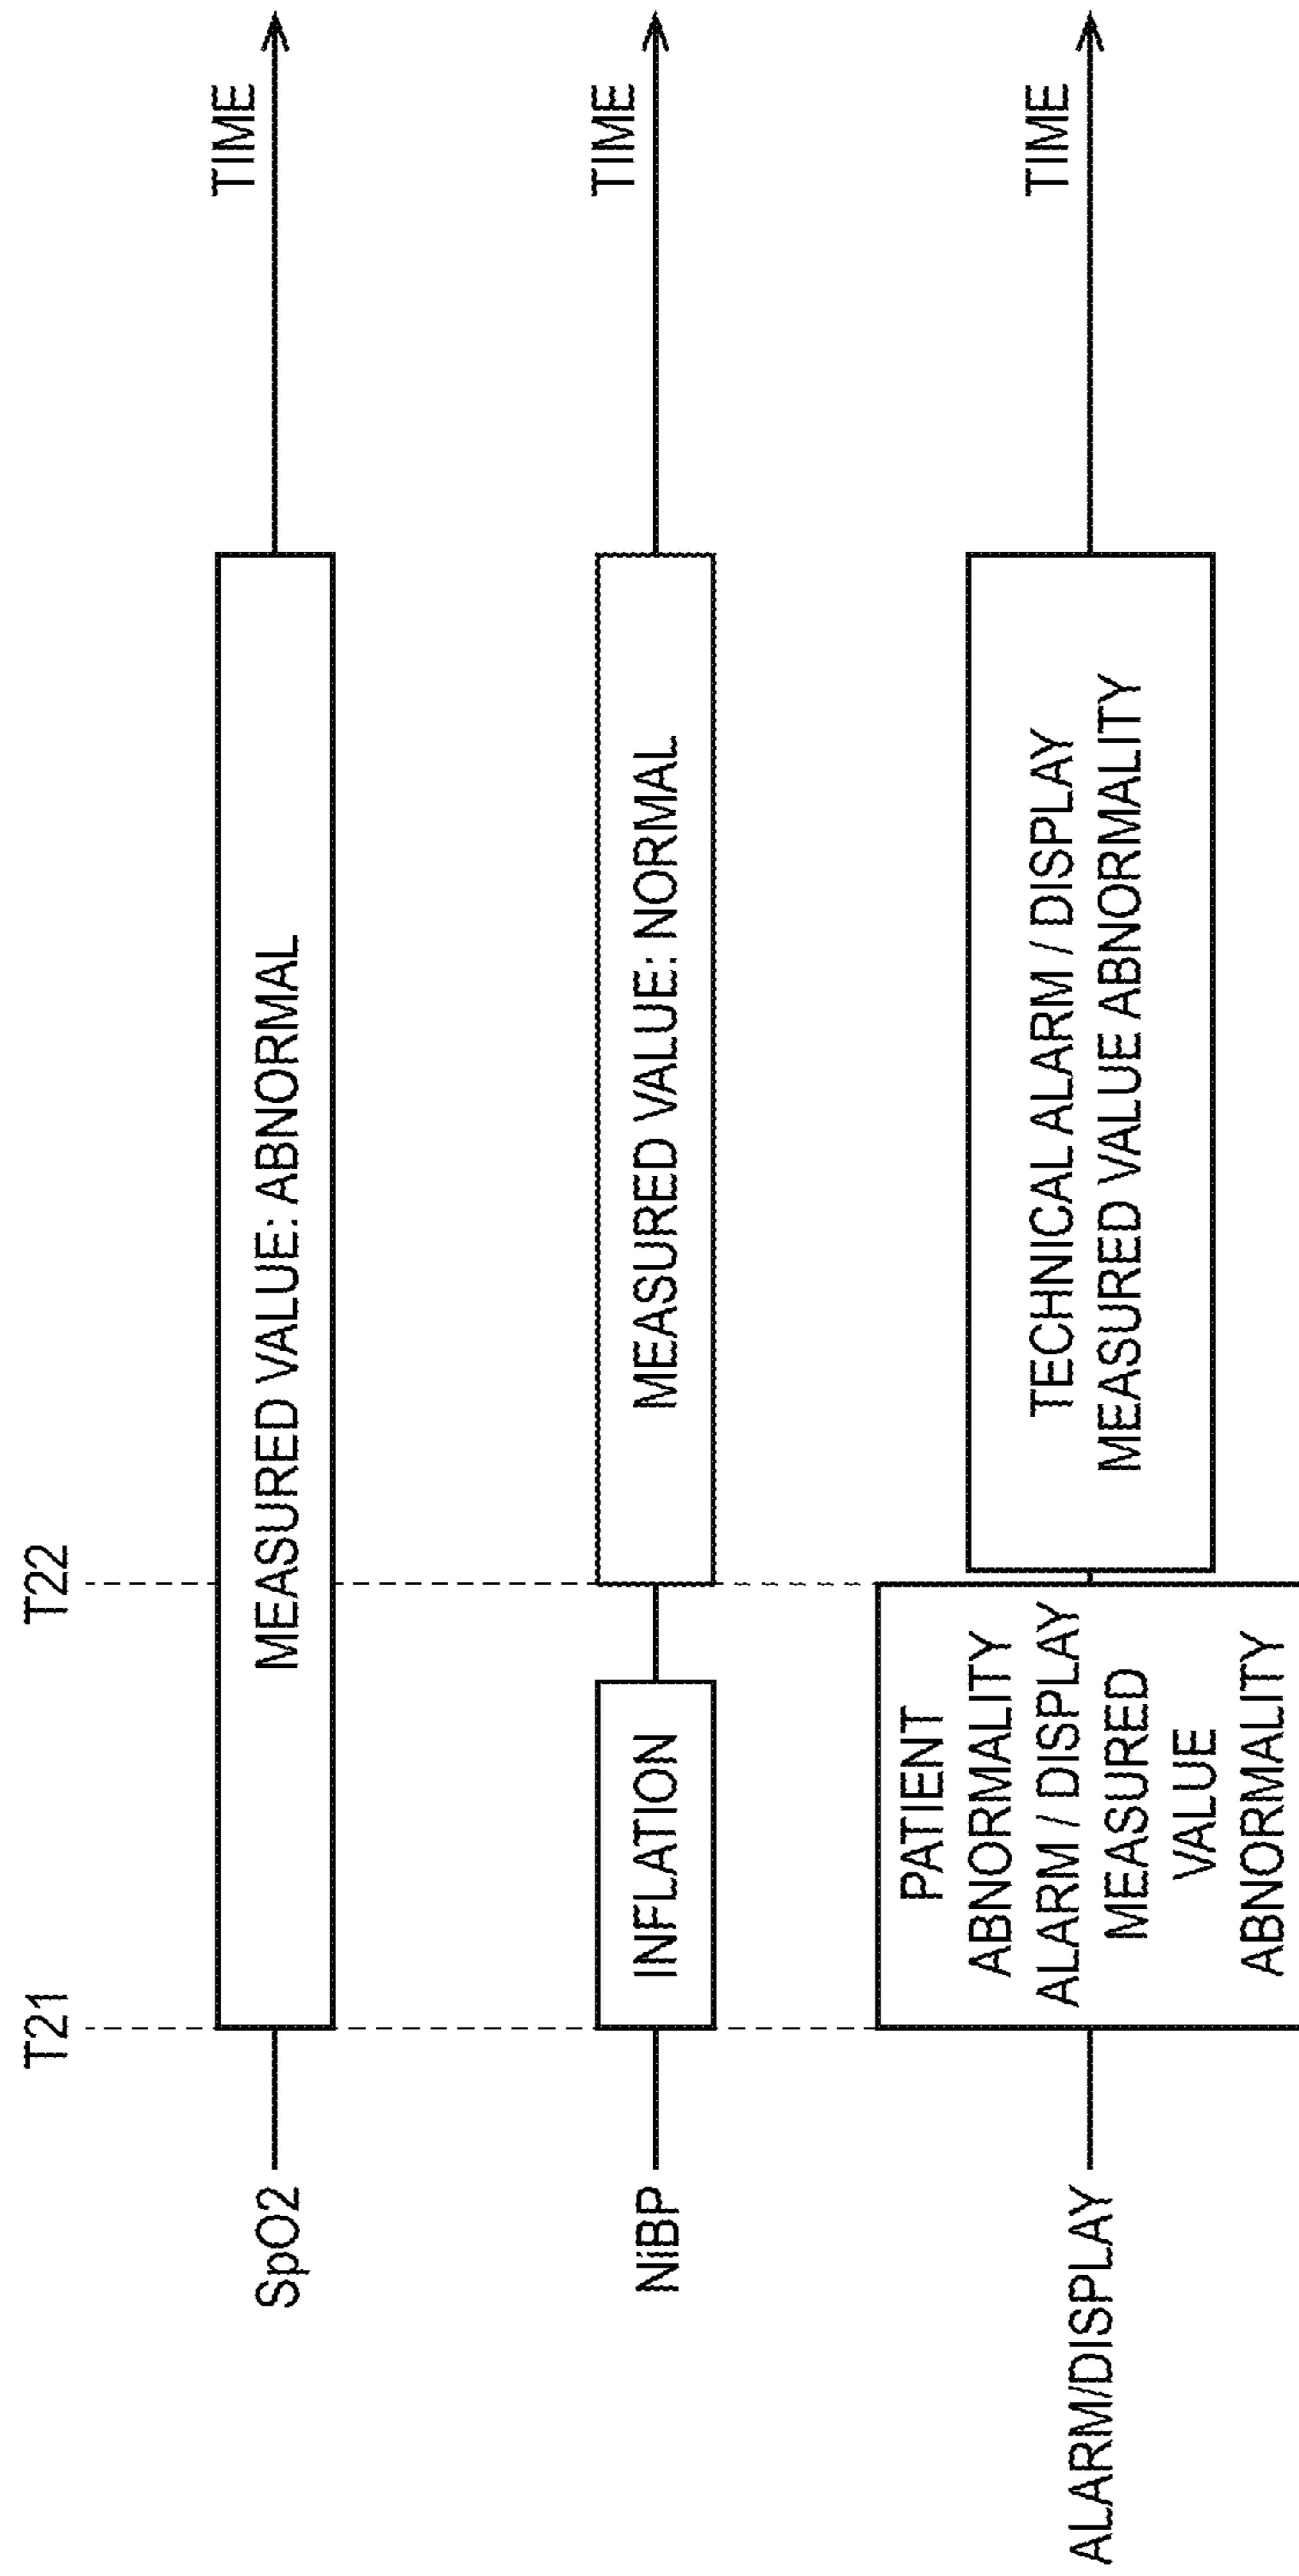 T21
T22
SpO2
MEASURED VALUE: ABNORMAL
TIME
NiBP
INFLATION
MEASURED VALUE: NORMAL
TIME
ALARM/DISPLAY
PATIENT
ABNORMALITY
ALARM / DISPLAY
MEASURED
VALUE
ABNORMALITY
TECHNICAL ALARM / DISPLAY
MEASURED VALUE ABNORMALITY
TIME